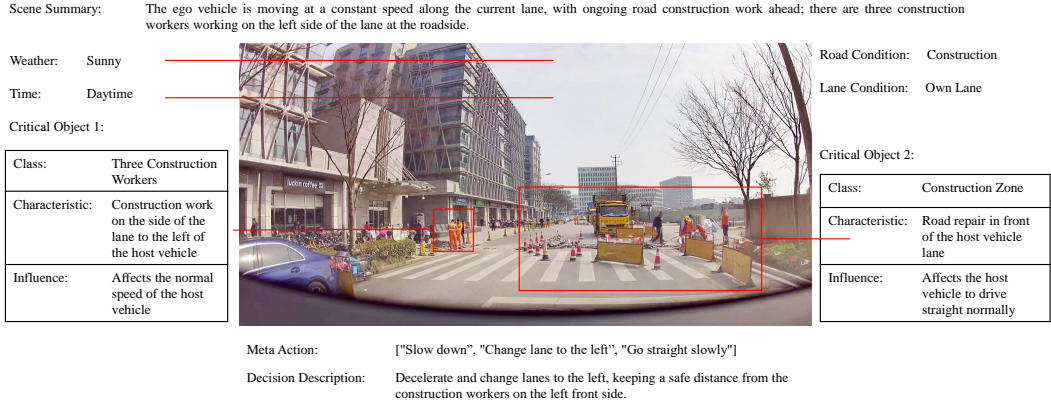 Scene Summary: The ego vehicle is moving at a constant speed along the current lane, with ongoing road construction work ahead; there are three construction
workers working on the left side of the lane at the roadside.
Weather: Sunny
Time: Daytime
Critical Object 1:
Class: Three Construction
Workers
Characteristic: Construction work
on the side of the
lane to the left of
the host vehicle
Influence: Affects the normal
speed of the host
vehicle
luckin coffee
Road Condition: Construction
Lane Condition: Own Lane
Critical Object 2:
Class: Construction Zone
Characteristic: Road repair in front
of the host vehicle
lane
Influence: Affects the host
vehicle to drive
straight normally
Meta Action: ["Slow down”, "Change lane to the left”, "Go straight slowly"]
Decision Description: Decelerate and change lanes to the left, keeping a safe distance from the
construction workers on the left front side.